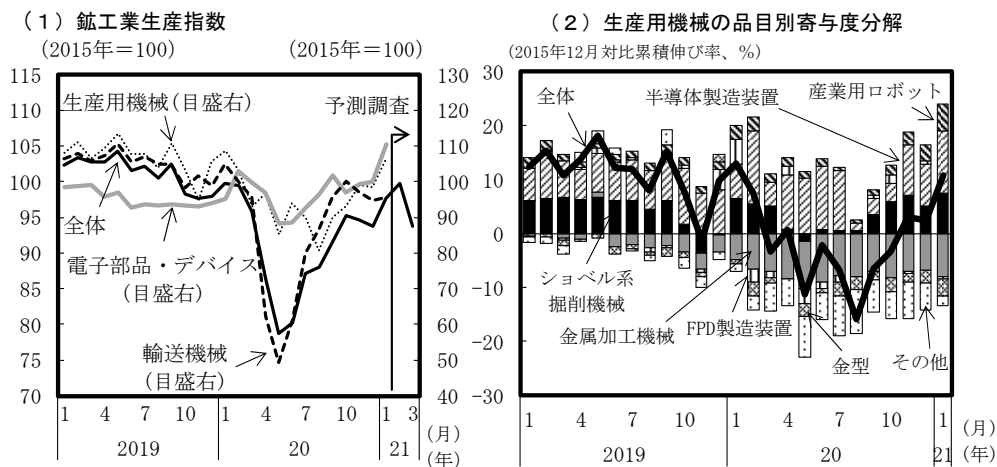 (1)鉱工業生産指数
(2015年=100)
(2015年=100)
115
110
105
100
95
90
85
80
75
70
130
120
110
100
90
80
70
60
50
40
生産用機械(目盛右)
予測調査
全体
電子部品・デバイス
(目盛右)
輸送機械
(目盛右)
1 4 7 10 1 4 7 10 1 3
(月)
2019 20 21
(年)
(2)生産用機械の品目別寄与度分解
(2015年12月対比累積伸び率、%)
30
20
10
0
-10
-20
-30
全体
半導体製造装置
産業用ロボット
ショベル系
掘削機械
金属加工機械
FPD製造装置
金型
その他
1 4 7 10 1 4 7 10 1
(月)
2019 20 21
(年)